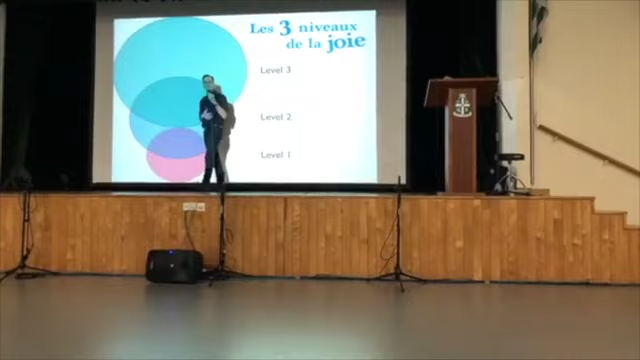 Les 3 niveaux
de la joie
Level 3
Level 2
Level 1